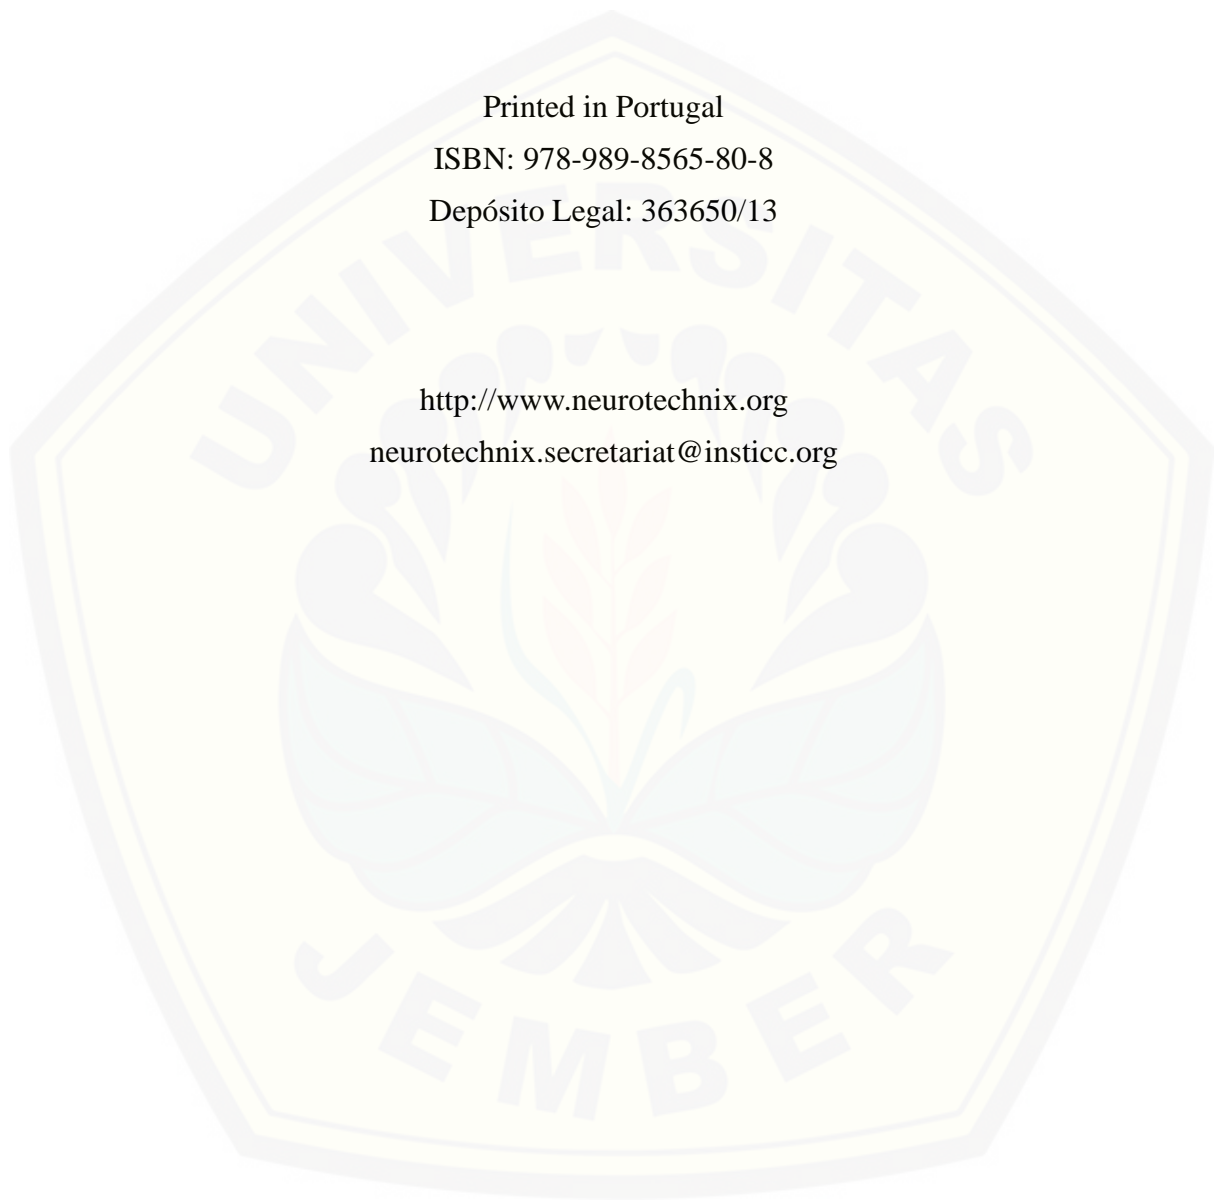 Printed in Portugal
ISBN: 978-989-8565-80-8
Depósito Legal: 363650/13
UNIVERSITAS
http://www.neurotechnix.org
neurotechnix.secretariat@insticc.org
JEMBER